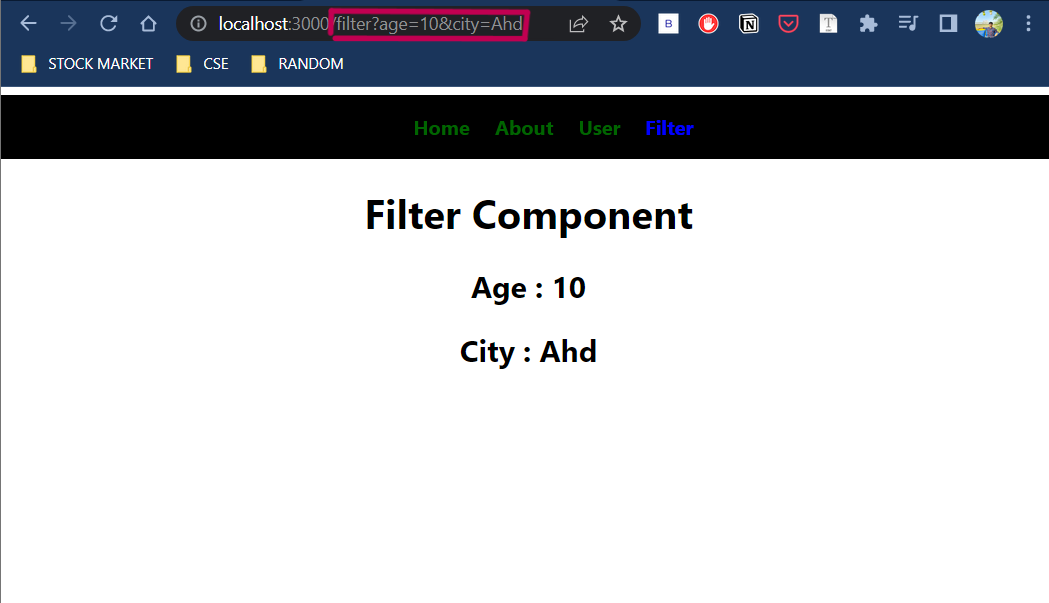 localhost:3000/filter?age=10&city=Ahd
B
N
T
STOCK MARKET CSE RANDOM
Home About User Filter
Filter Component
Age : 10
City : Ahd